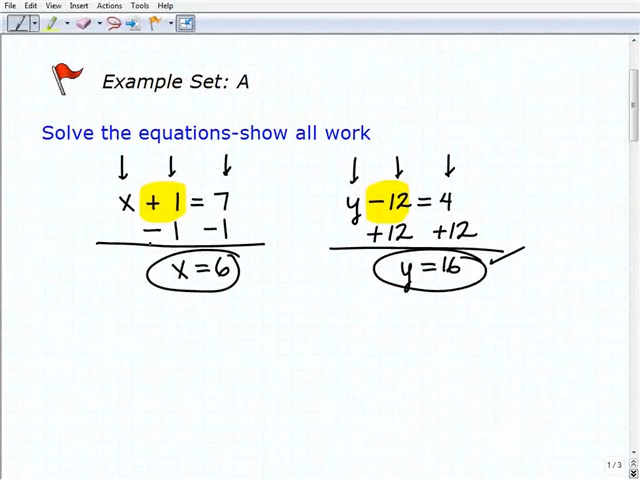 File Edit View Insert Actions Tools Help
Example Set: A
Solve the equations-show all work
x + 1 = 7
− 1 −1
x = 6
y − 12 = 4
+12 +12
y = 16
1 / 3